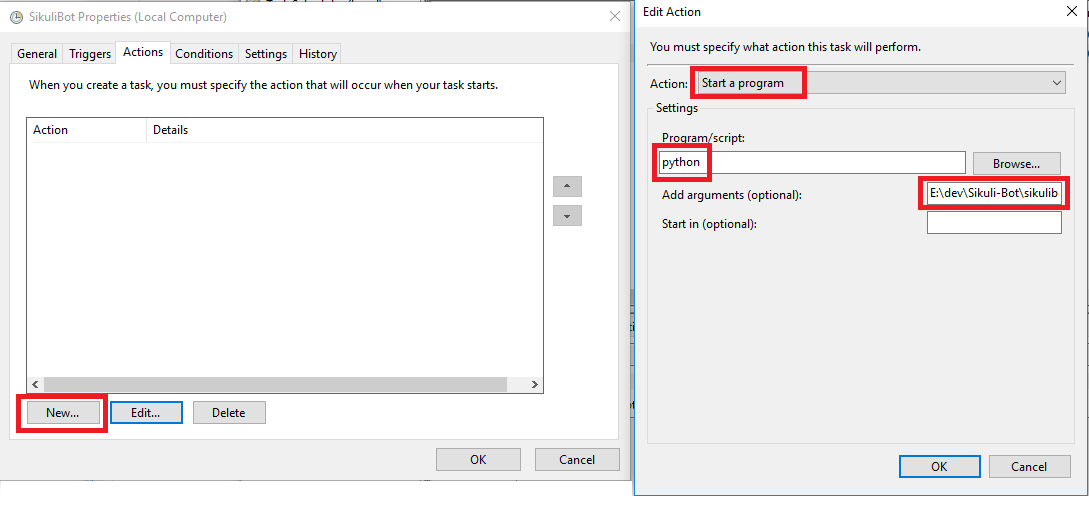 SikuliBot Properties (Local Computer)
General Triggers Actions Conditions Settings History
When you create a task, you must specify the action that will occur when your task starts.
Action Details
New... Edit... Delete
OK Cancel
Edit Action
You must specify what action this task will perform.
Action: Start a program
Settings
Program/script:
python Browse...
Add arguments (optional): E:\dev\Sikuli-Bot\sikulib
Start in (optional):
OK Cancel